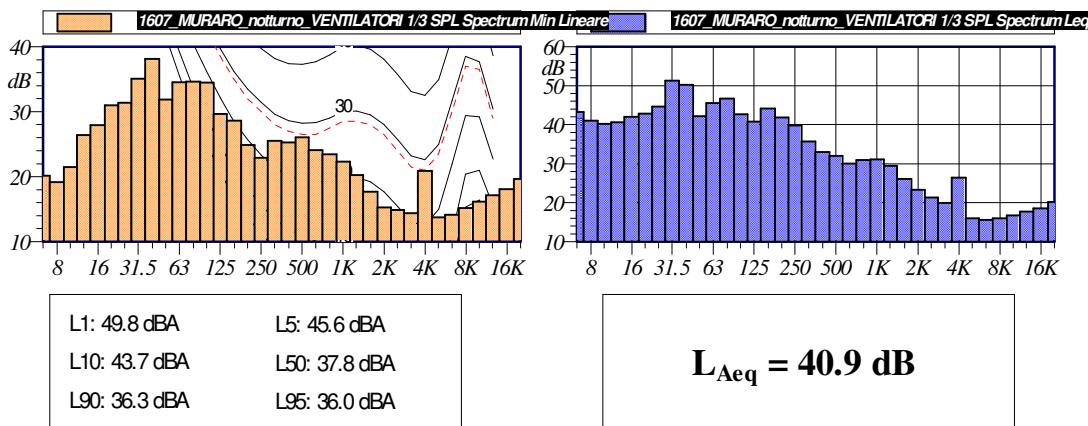 1607_MURARO_notturno_VENTILATORI 1/3 SPL Spectrum Min Lineare
1607_MURARO_notturno_VENTILATORI 1/3 SPL Spectrum Leq
40
dB
30
20
10
30
8 16 31.5 63 125 250 500 1K 2K 4K 8K 16K
60
dB
50
40
30
20
10
8 16 31.5 63 125 250 500 1K 2K 4K 8K 16K
L1: 49.8 dBA L5: 45.6 dBA
L10: 43.7 dBA L50: 37.8 dBA
L90: 36.3 dBA L95: 36.0 dBA
LAeq = 40.9 dB